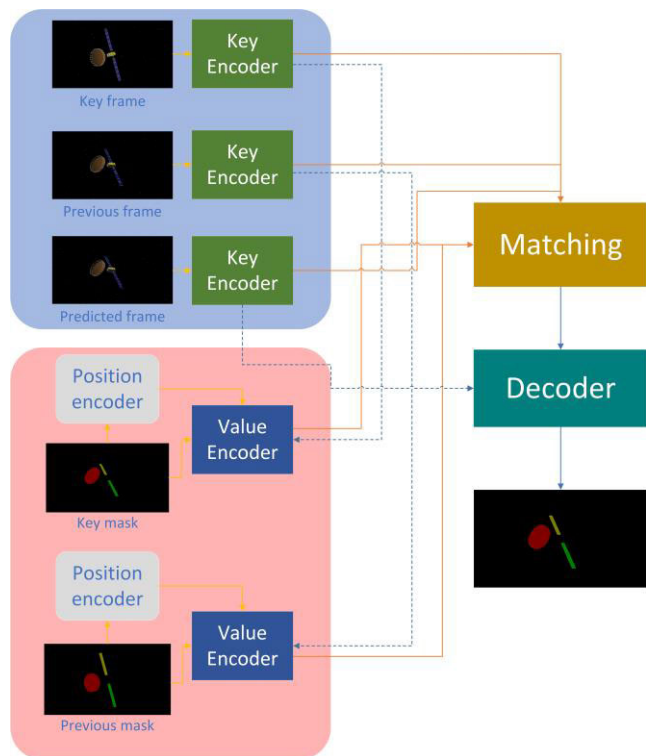 Key
Encoder
Key frame
Key
Encoder
Previous frame
Key
Encoder
Predicted frame
Matching
Decoder
Position
encoder
Value
Encoder
Key mask
Position
encoder
Value
Encoder
Previous mask